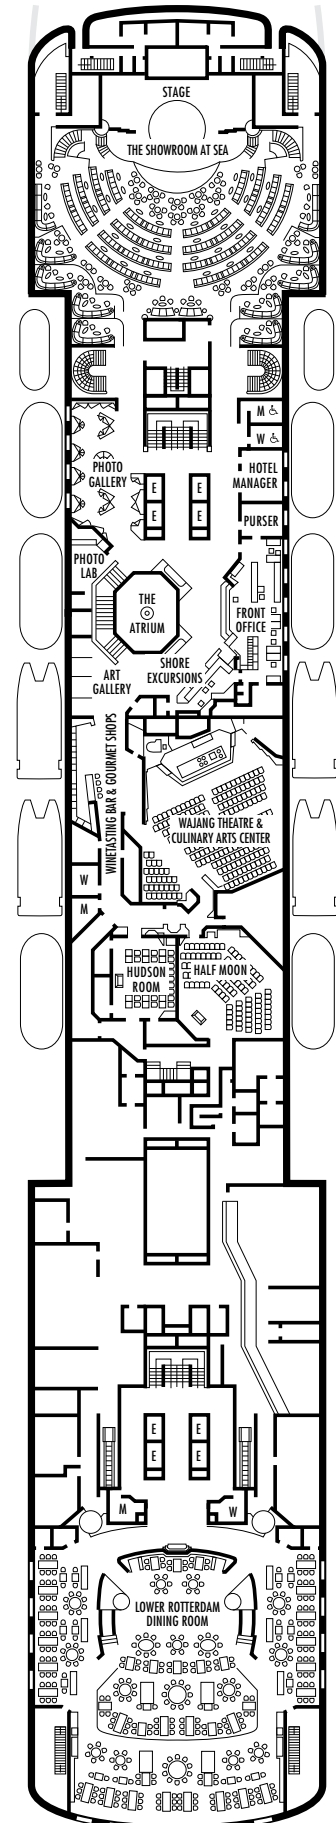 STAGE
THE SHOWROOM AT SEA
M
W
PHOTO
GALLERY
HOTEL
MANAGER
E
E
E
E
PURSER
PHOTO
LAB
THE
ATRIUM
FRONT
OFFICE
SHORE
EXCURSIONS
ART
GALLERY
WINETASTING BAR & GOURMET SHOPS
WAJANG THEATRE &
CULINARY ARTS CENTER
W
M
HUDSON
ROOM
HALF MOON
E
E
E
E
M
W
LOWER ROTTERDAM
DINING ROOM